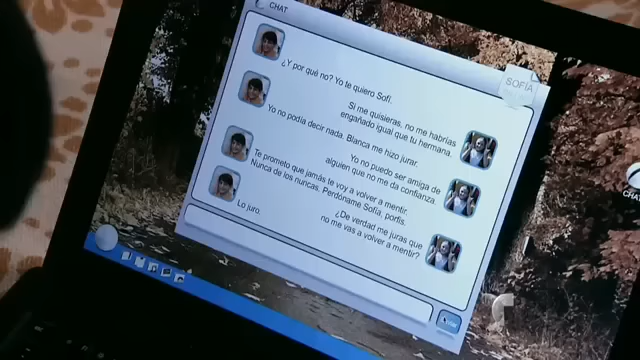 CHAT
SOFÍA
¿Y por qué no? Yo te quiero Sofi.
Si me quisieras, no me habrías
engañado igual que tu hermana.
Yo no podía decir nada. Bianca me hizo jurar.
Yo no puedo ser amiga de
alguien que no me da confianza.
Te prometo que jamás te voy a volver a mentir.
Nunca de los nuncas. Perdoname Sofía, porfis.
¿De verdad me juras que
no me vas a volver a mentir?
Lo juro.
CHAT